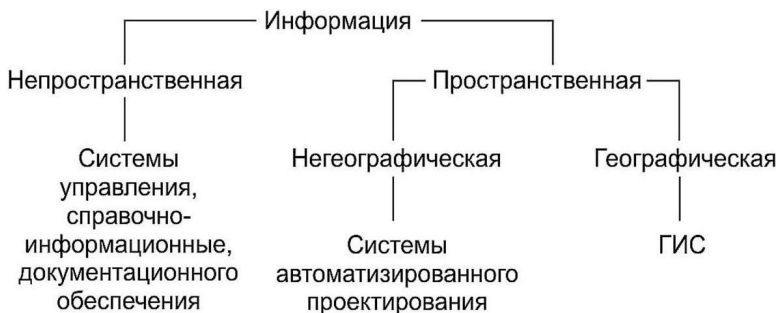 Информация
Непространственная
Пространственная
Системы
управления,
справочно-
информационные,
документационного
обеспечения
Негеографическая
Географическая
Системы
автоматизированного
проектирования
ГИС